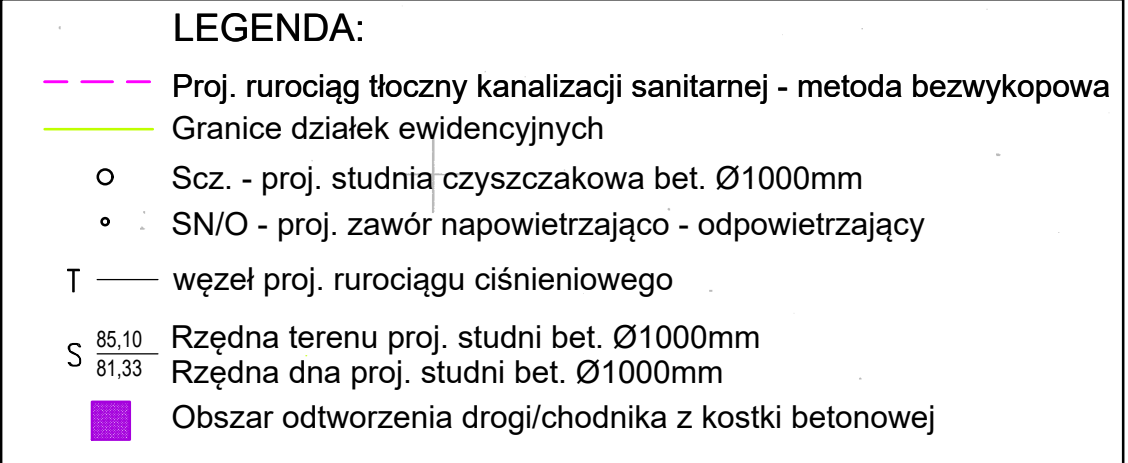 LEGENDA:
Proj. rurociąg tłoczny kanalizacji sanitarnej - metoda bezwykopowa
Granice działek ewidencyjnych
Scz. - proj. studnia czyszczakowa bet. Ø1000mm
SN/O - proj. zawór napowietrzająco - odpowietrzający
T węzeł proj. rurociągu ciśnieniowego
S 85,10 Rzędna terenu proj. studni bet. Ø1000mm
81,33 Rzędna dna proj. studni bet. Ø1000mm
Obszar odtworzenia drogi/chodnika z kostki betonowej